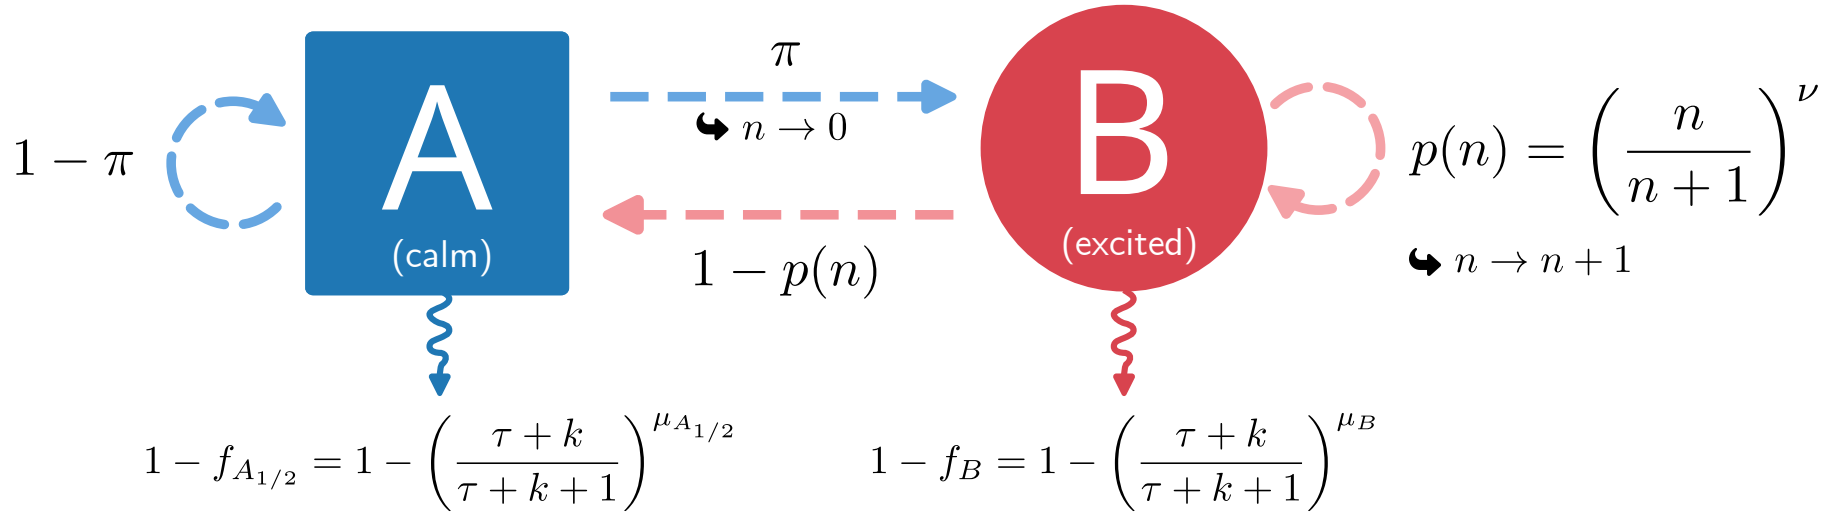 π
n → 0
1 − π
A
(calm)
B
(excited)
p(n) = (n / (n + 1))^ν
n → n + 1
1 − p(n)
1 − f_{A_{1/2}} = 1 − ((τ + k) / (τ + k + 1))^{μ_{A_{1/2}}}
1 − f_B = 1 − ((τ + k) / (τ + k + 1))^{μ_B}